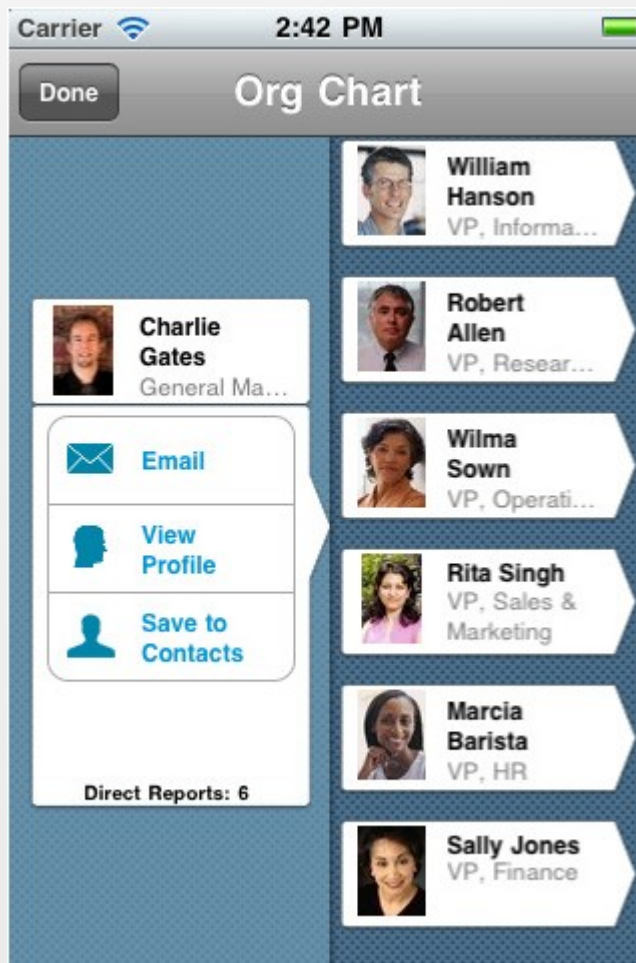 Carrier 2:42 PM
Done Org Chart
Charlie
Gates
General Ma...
Email
View
Profile
Save to
Contacts
Direct Reports: 6
William
Hanson
VP, Informa...
Robert
Allen
VP, Resear...
Wilma
Sown
VP, Operati...
Rita Singh
VP, Sales &
Marketing
Marcia
Barista
VP, HR
Sally Jones
VP, Finance